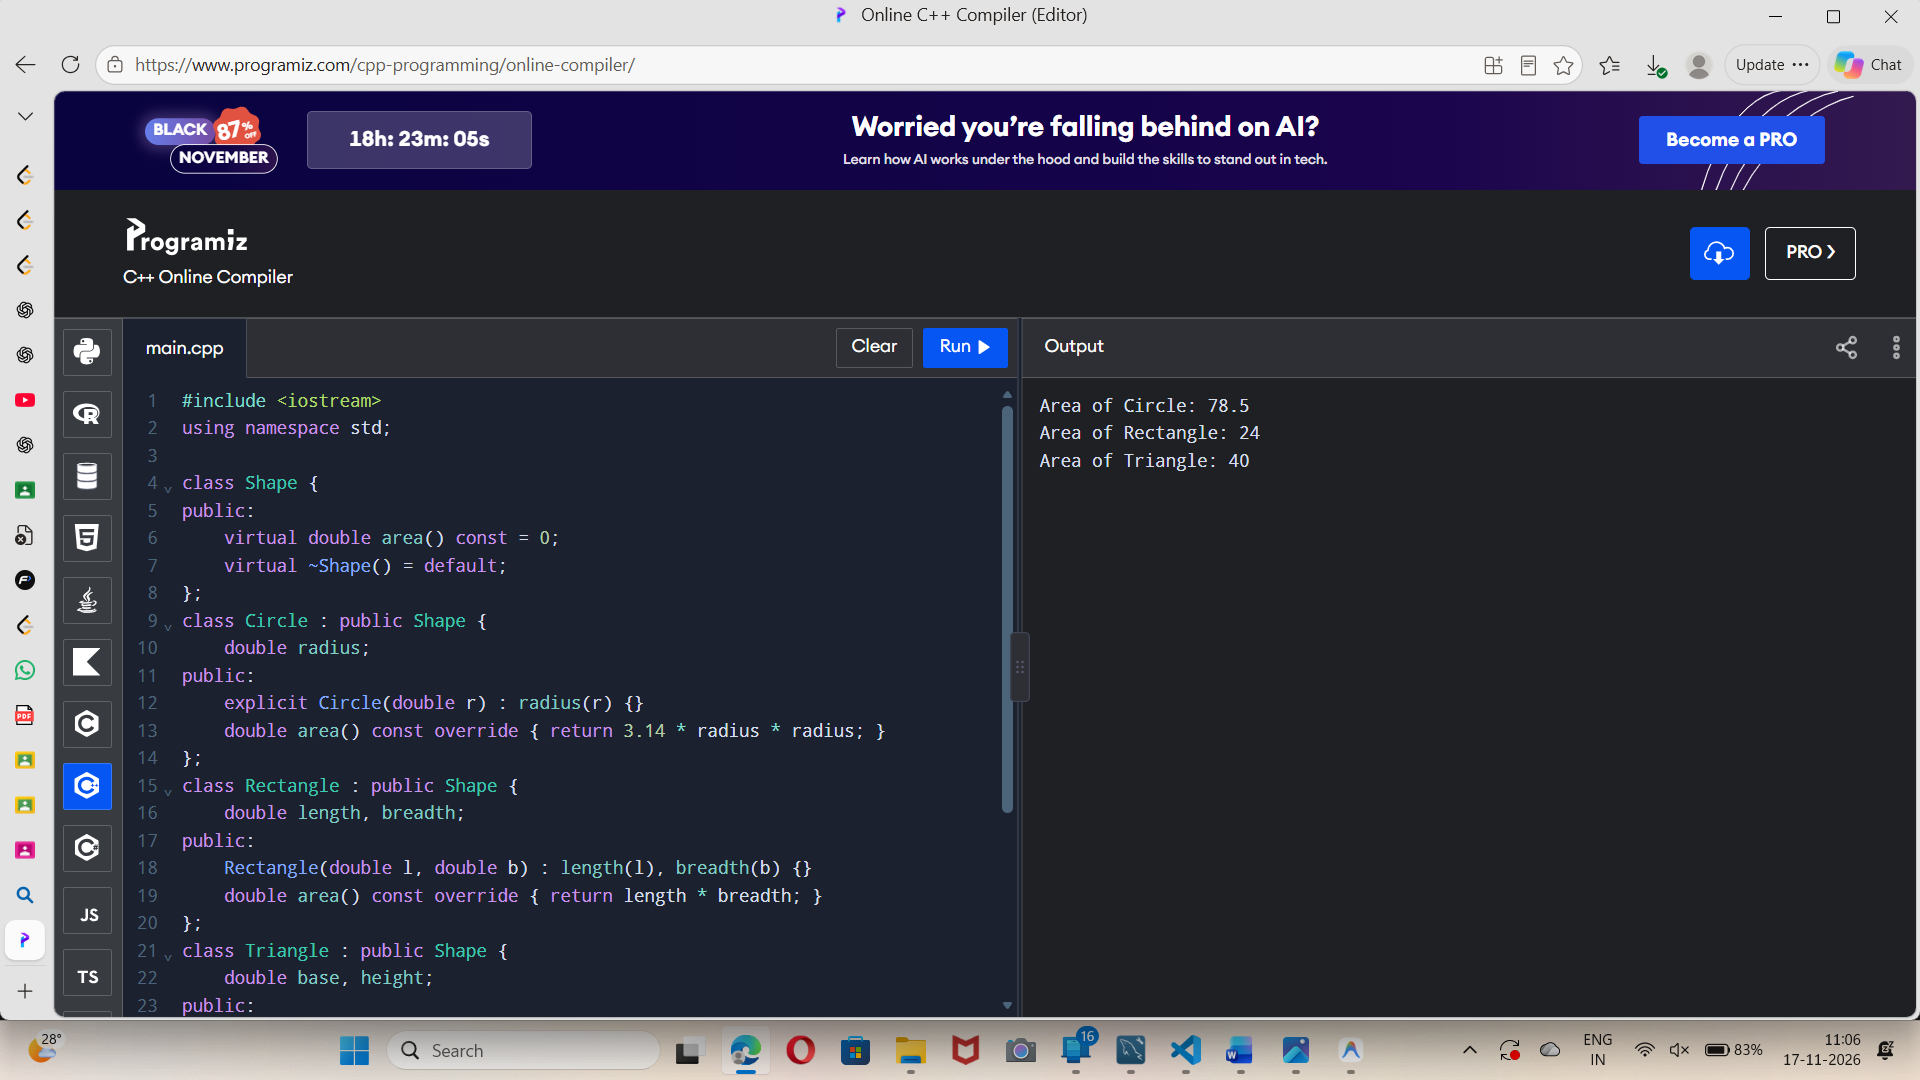 Online C++ Compiler (Editor)
https://www.programiz.com/cpp-programming/online-compiler/
Update
Chat
BLACK 87% OFF
NOVEMBER
18h: 23m: 05s
Worried you’re falling behind on AI?
Learn how AI works under the hood and build the skills to stand out in tech.
Become a PRO
Programiz
C++ Online Compiler
PRO
main.cpp
Clear
Run
Output
1 #include <iostream>
2 using namespace std;
3
4 class Shape {
5 public:
6     virtual double area() const = 0;
7     virtual ~Shape() = default;
8 };
9 class Circle : public Shape {
10     double radius;
11 public:
12     explicit Circle(double r) : radius(r) {}
13     double area() const override { return 3.14 * radius * radius; }
14 };
15 class Rectangle : public Shape {
16     double length, breadth;
17 public:
18     Rectangle(double l, double b) : length(l), breadth(b) {}
19     double area() const override { return length * breadth; }
20 };
21 class Triangle : public Shape {
22     double base, height;
23 public:
Area of Circle: 78.5
Area of Rectangle: 24
Area of Triangle: 40
JS
TS
PDF
28°
Search
16
ENG
IN
83%
11:06
17-11-2026